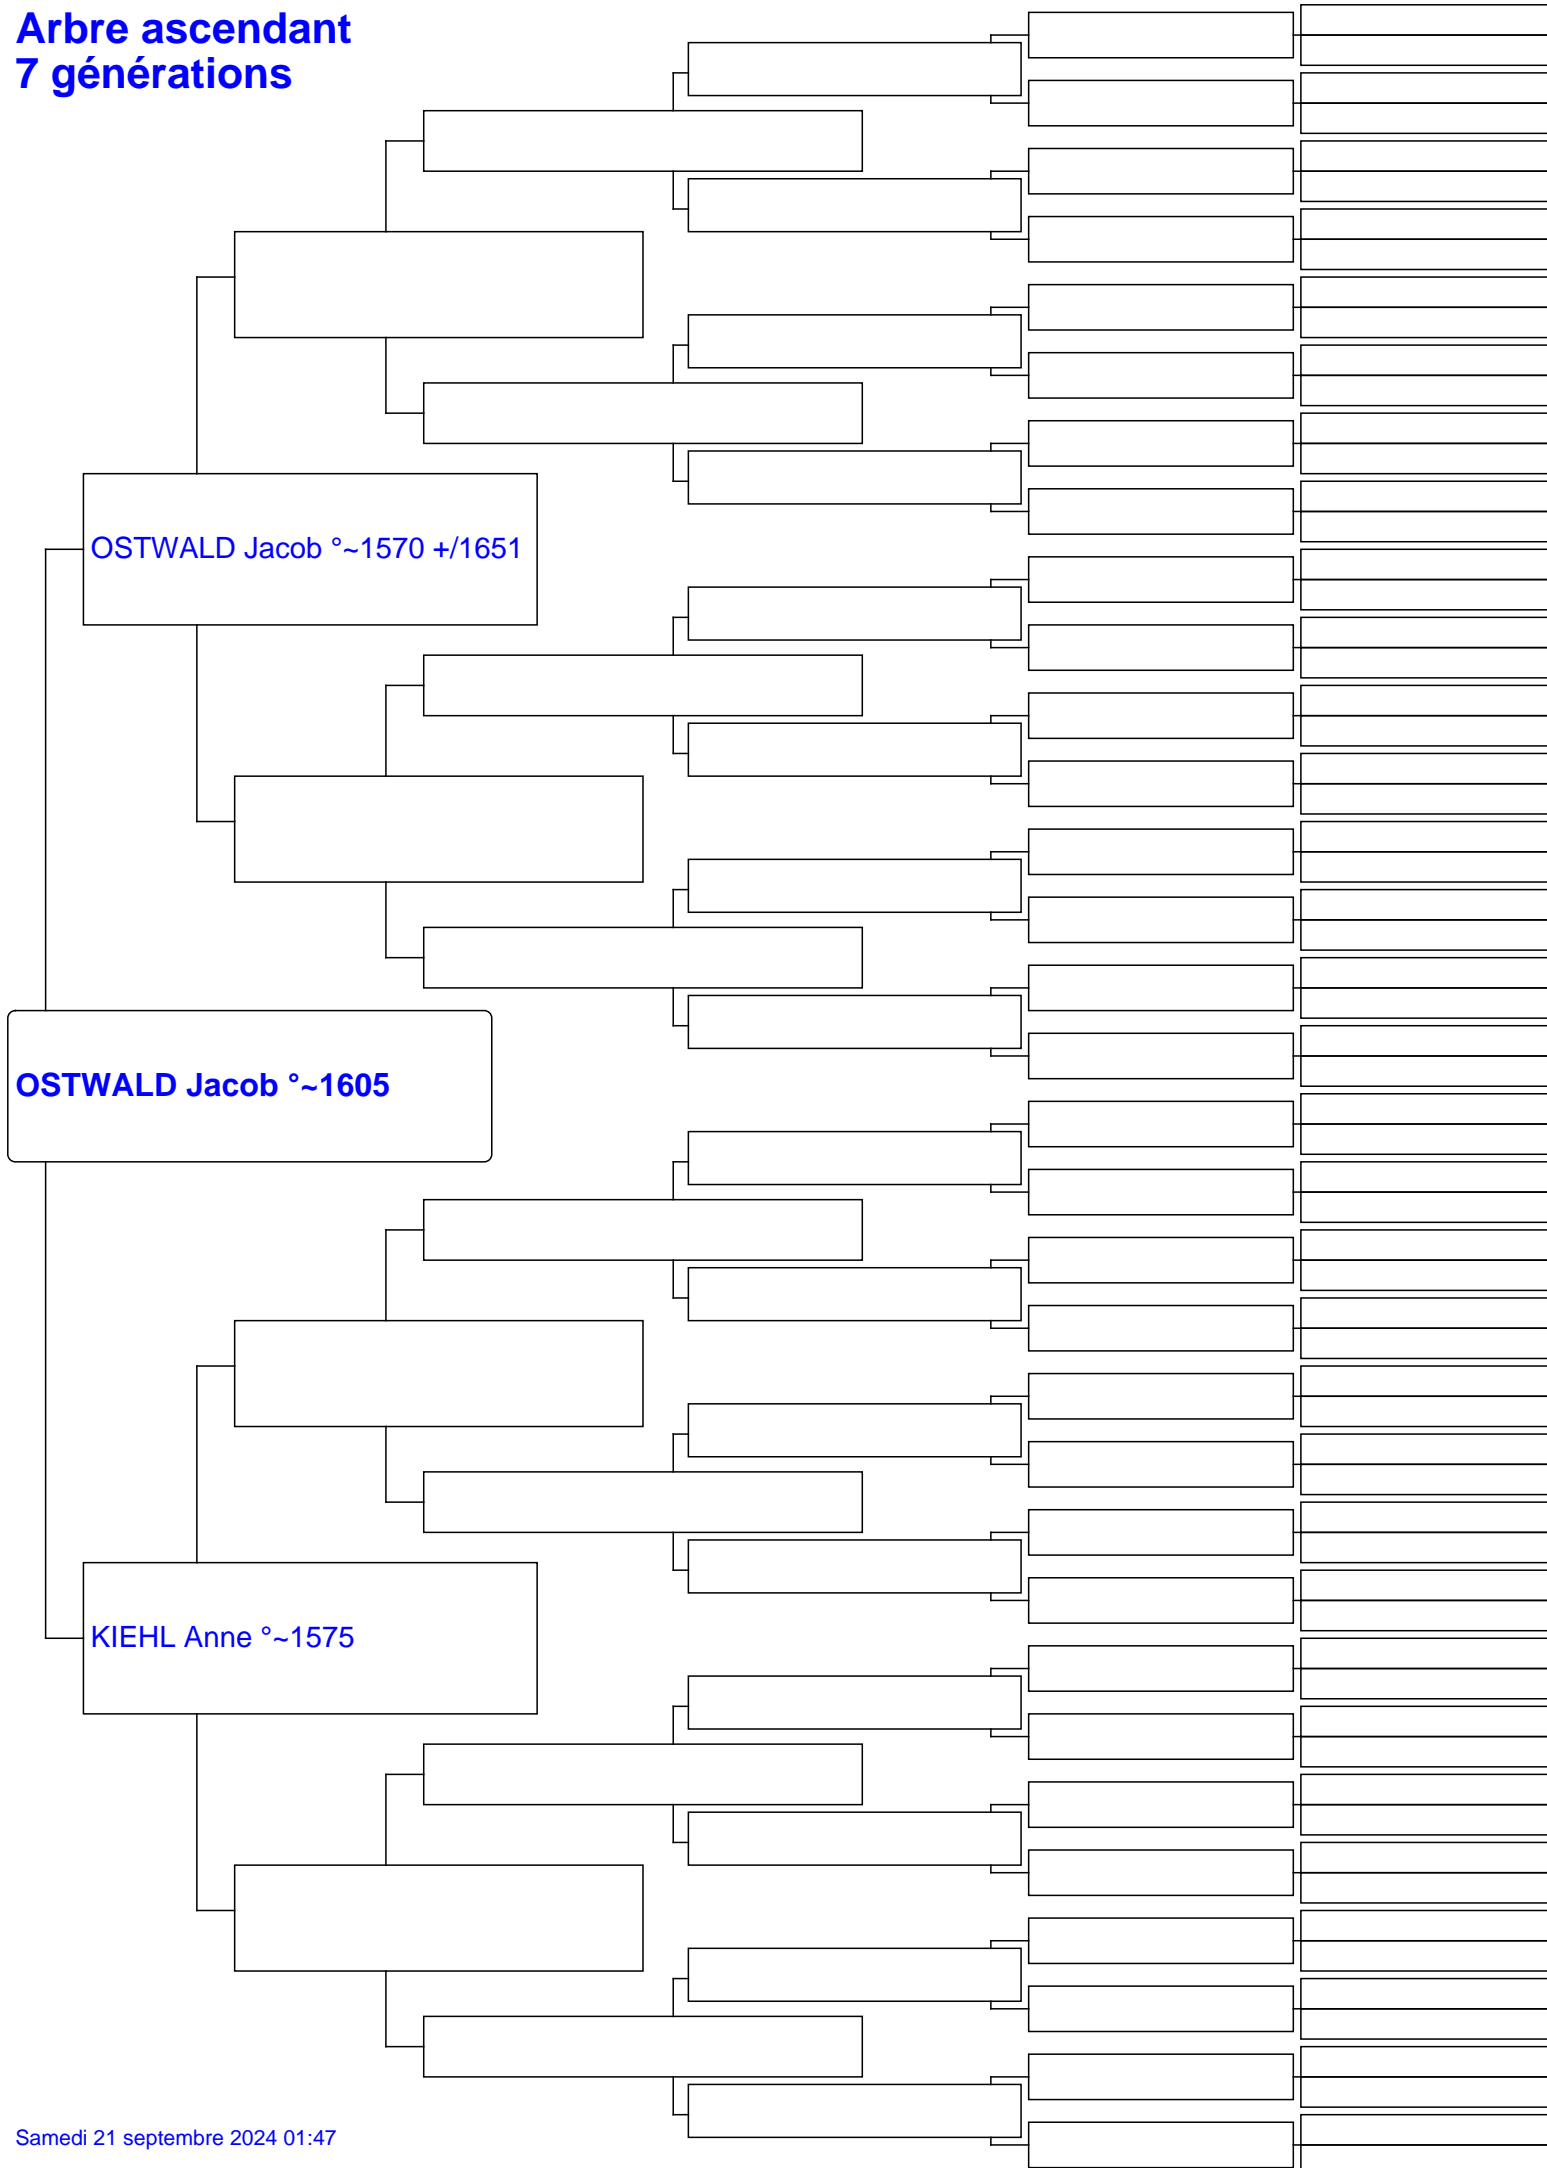 Arbre ascendant
7 générations
OSTWALD Jacob °~1570 +/1651
OSTWALD Jacob °~1605
KIEHL Anne °~1575
Samedi 21 septembre 2024 01:47